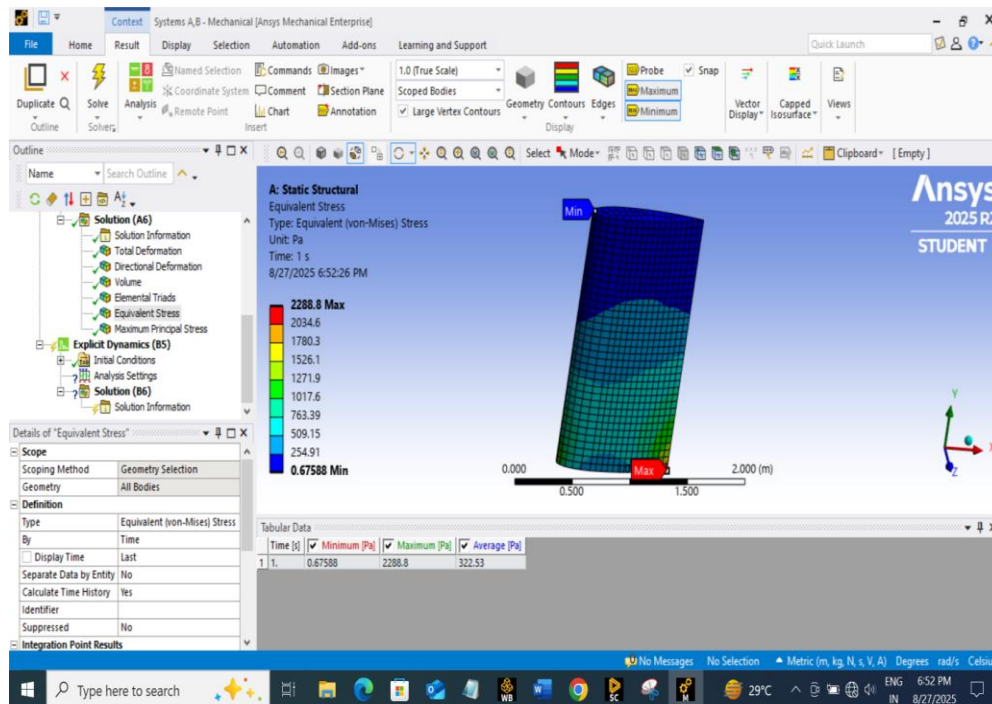 Context
Systems A,B - Mechanical [Ansys Mechanical Enterprise]
File Home Result Display Selection Automation Add-ons Learning and Support
Quick Launch
Duplicate Q
Outline
Solve
Solver
Analysis
Named Selection
Coordinate System
Remote Point
Commands
Comment
Chart
Images
Section Plane
Annotation
Insert
1.0 (True Scale)
Scoped Bodies
Large Vertex Contours
Geometry
Contours
Edges
Display
Probe
Maximum
Minimum
Snap
Vector
Display
Capped
Isosurface
Views
Outline
Name
Search Outline
Solution (A6)
Solution Information
Total Deformation
Directional Deformation
Volume
Elemental Triads
Equivalent Stress
Maximum Principal Stress
Explicit Dynamics (B5)
Initial Conditions
Analysis Settings
Solution (B6)
Solution Information
Details of "Equivalent Stress"
Scope
Scoping Method Geometry Selection
Geometry All Bodies
Definition
Type Equivalent (von-Mises) Stress
By Time
Display Time Last
Separate Data by Entity No
Calculate Time History Yes
Identifier
Suppressed No
Integration Point Results
Select Mode
Clipboard [Empty]
A: Static Structural
Equivalent Stress
Type: Equivalent (von-Mises) Stress
Unit: Pa
Time: 1 s
8/27/2025 6:52:26 PM
2288.8 Max
2034.6
1780.3
1526.1
1271.9
1017.6
763.39
509.15
254.91
0.67588 Min
Min
Max
Ansys
2025 R2
STUDENT
Y
X
Z
0.000 2.000 (m)
0.500 1.500
Tabular Data
Time [s] Minimum [Pa] Maximum [Pa] Average [Pa]
1 1. 0.67588 2288.8 322.53
No Messages No Selection Metric (m, kg, N, s, V, A) Degrees rad/s Celsiu
Type here to search
WB
SC
M
29°C
ENG
IN
6:52 PM
8/27/2025